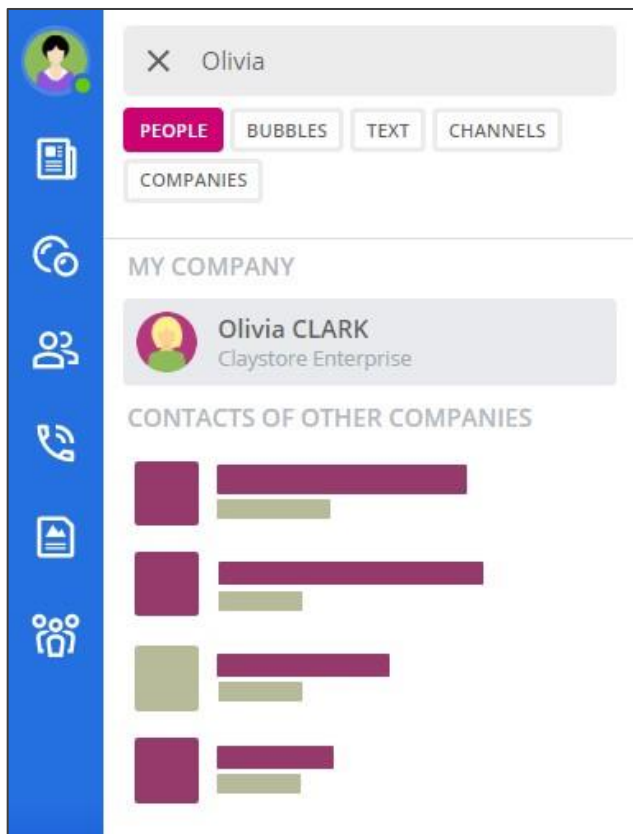 Olivia
PEOPLE BUBBLES TEXT CHANNELS
COMPANIES
MY COMPANY
Olivia CLARK
Claystore Enterprise
CONTACTS OF OTHER COMPANIES